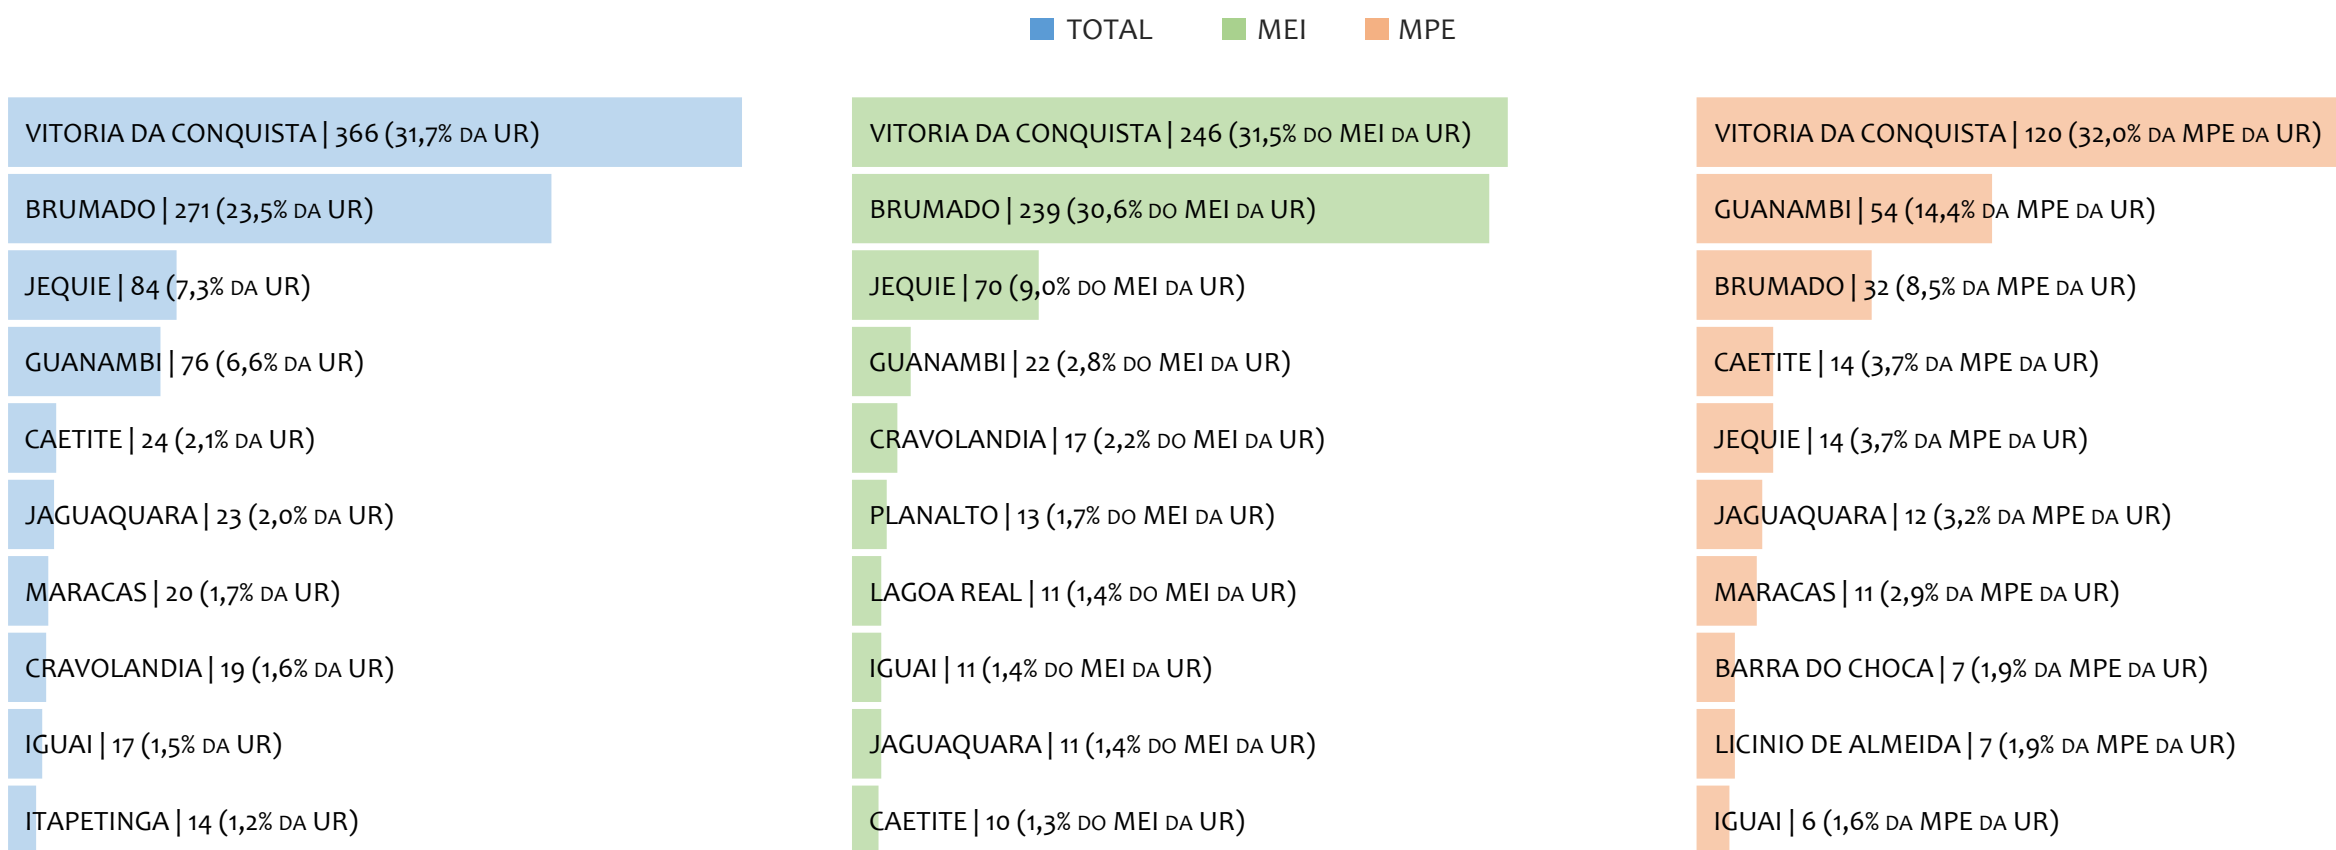 TOTAL MEI MPE
VITORIA DA CONQUISTA | 366 (31,7% DA UR)
BRUMADO | 271 (23,5% DA UR)
JEQUIE | 84 (7,3% DA UR)
GUANAMBI | 76 (6,6% DA UR)
CAETITE | 24 (2,1% DA UR)
JAGUAQUARA | 23 (2,0% DA UR)
MARACAS | 20 (1,7% DA UR)
CRAVOLANDIA | 19 (1,6% DA UR)
IGUAI | 17 (1,5% DA UR)
ITAPETINGA | 14 (1,2% DA UR)
VITORIA DA CONQUISTA | 246 (31,5% DO MEI DA UR)
BRUMADO | 239 (30,6% DO MEI DA UR)
JEQUIE | 70 (9,0% DO MEI DA UR)
GUANAMBI | 22 (2,8% DO MEI DA UR)
CRAVOLANDIA | 17 (2,2% DO MEI DA UR)
PLANALTO | 13 (1,7% DO MEI DA UR)
LAGOA REAL | 11 (1,4% DO MEI DA UR)
IGUAI | 11 (1,4% DO MEI DA UR)
JAGUAQUARA | 11 (1,4% DO MEI DA UR)
CAETITE | 10 (1,3% DO MEI DA UR)
VITORIA DA CONQUISTA | 120 (32,0% DA MPE DA UR)
GUANAMBI | 54 (14,4% DA MPE DA UR)
BRUMADO | 32 (8,5% DA MPE DA UR)
CAETITE | 14 (3,7% DA MPE DA UR)
JEQUIE | 14 (3,7% DA MPE DA UR)
JAGUAQUARA | 12 (3,2% DA MPE DA UR)
MARACAS | 11 (2,9% DA MPE DA UR)
BARRA DO CHOCA | 7 (1,9% DA MPE DA UR)
LICINIO DE ALMEIDA | 7 (1,9% DA MPE DA UR)
IGUAI | 6 (1,6% DA MPE DA UR)